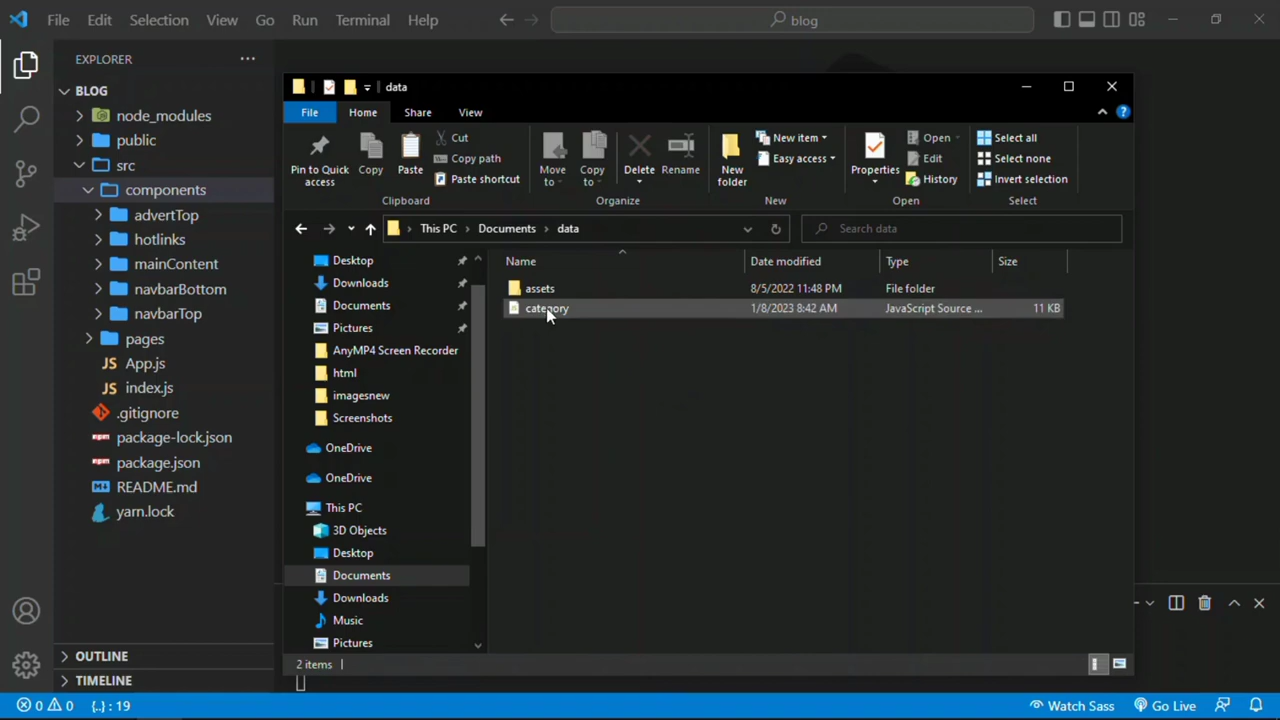 File Edit Selection View Go Run Terminal Help
blog
EXPLORER
BLOG
node_modules
public
src
components
advertTop
hotlinks
mainContent
navbarBottom
navbarTop
pages
JS App.js
JS index.js
.gitignore
npm package-lock.json
npm package.json
README.md
yarn.lock
OUTLINE
TIMELINE
data
File Home Share View
Pin to Quick access
Copy
Paste
Cut
Copy path
Paste shortcut
Clipboard
Move to
Copy to
Delete
Rename
Organize
New folder
New item
Easy access
New
Properties
Open
Edit
History
Open
Select all
Select none
Invert selection
Select
This PC Documents data
Search data
Desktop
Downloads
Documents
Pictures
AnyMP4 Screen Recorder
html
imagesnew
Screenshots
OneDrive
OneDrive
This PC
3D Objects
Desktop
Documents
Downloads
Music
Pictures
Name Date modified Type Size
assets 8/5/2022 11:48 PM File folder
category 1/8/2023 8:42 AM JavaScript Source ... 11 KB
2 items
0 0 {..} : 19
Watch Sass Go Live